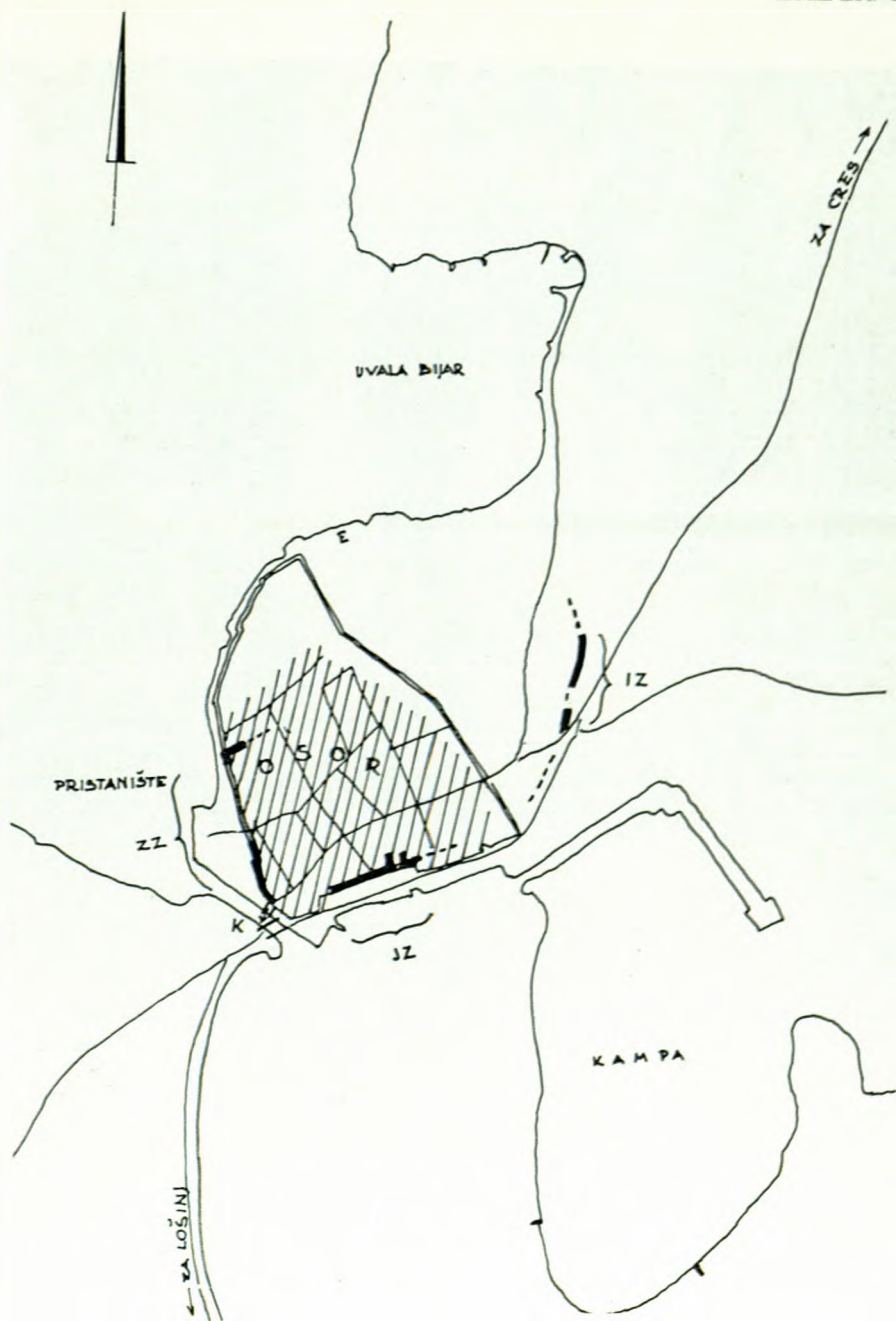 ZA CRES
UVALA BIJAR
E
IZ
OSOR
PRISTANIŠTE
ZZ
K
JZ
KAMPA
ZA LOŠINJ